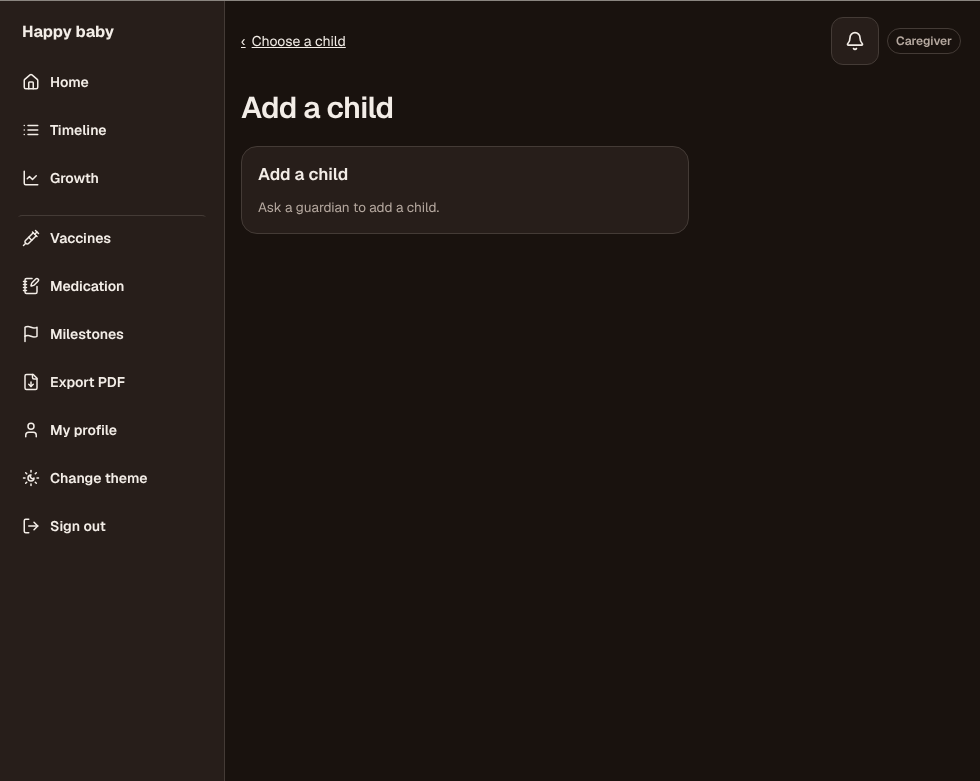 Happy baby
Home
Timeline
Growth
Vaccines
Medication
Milestones
Export PDF
My profile
Change theme
Sign out
‹ Choose a child
Caregiver
Add a child
Add a child
Ask a guardian to add a child.